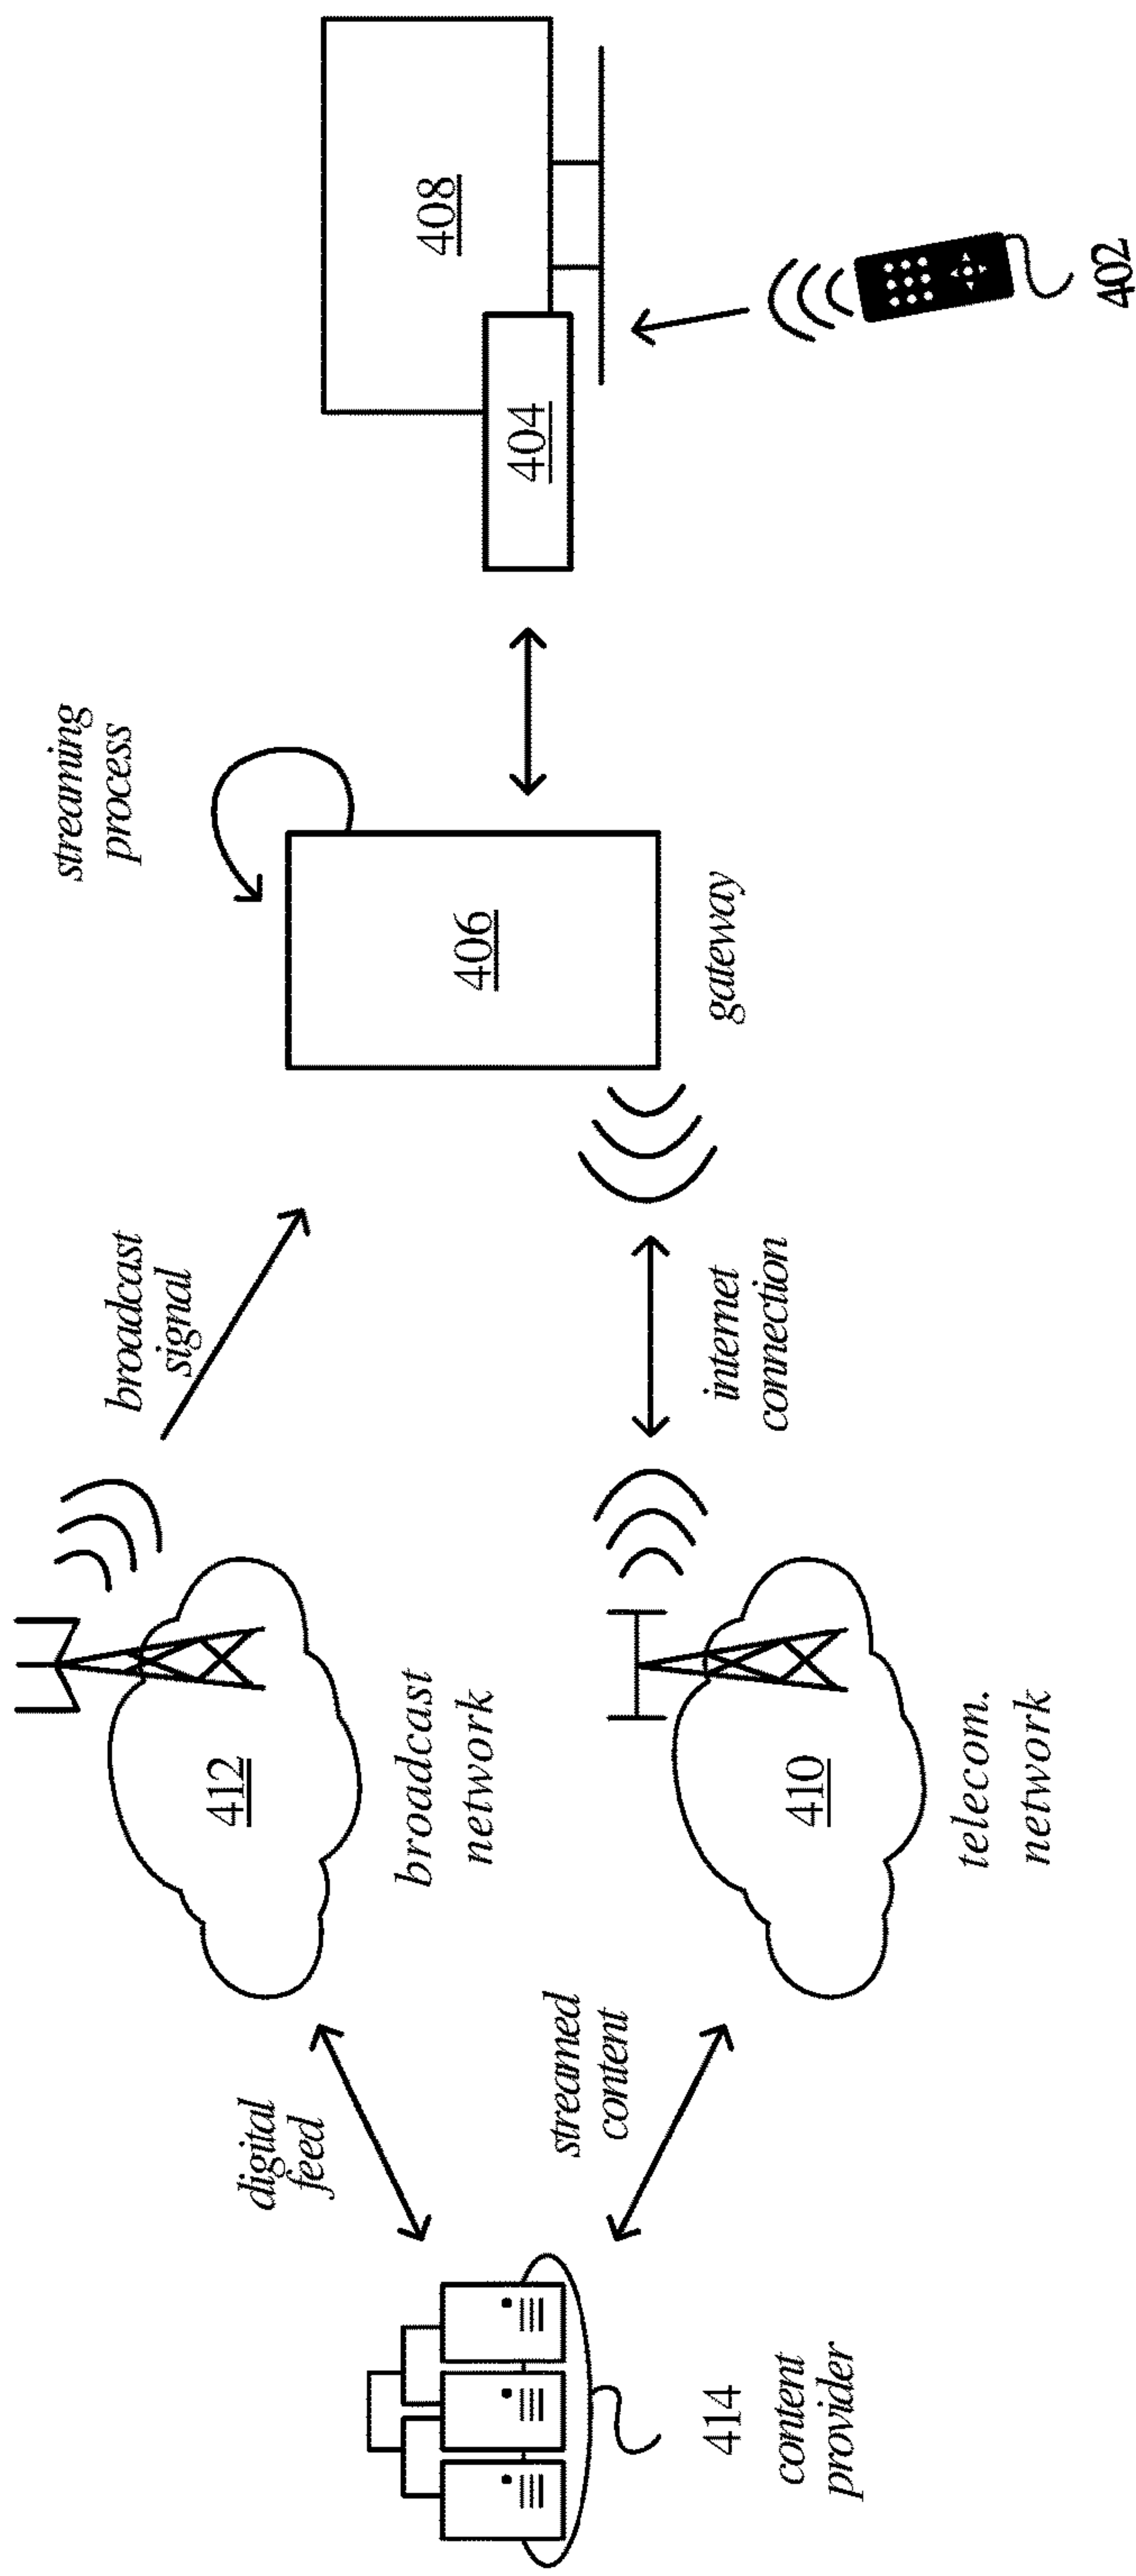 digital
feed
streamed
content
414
content
provider
412
broadcast
network
410
telecom.
network
broadcast
signal
internet
connection
streaming
process
406
gateway
404
408
402